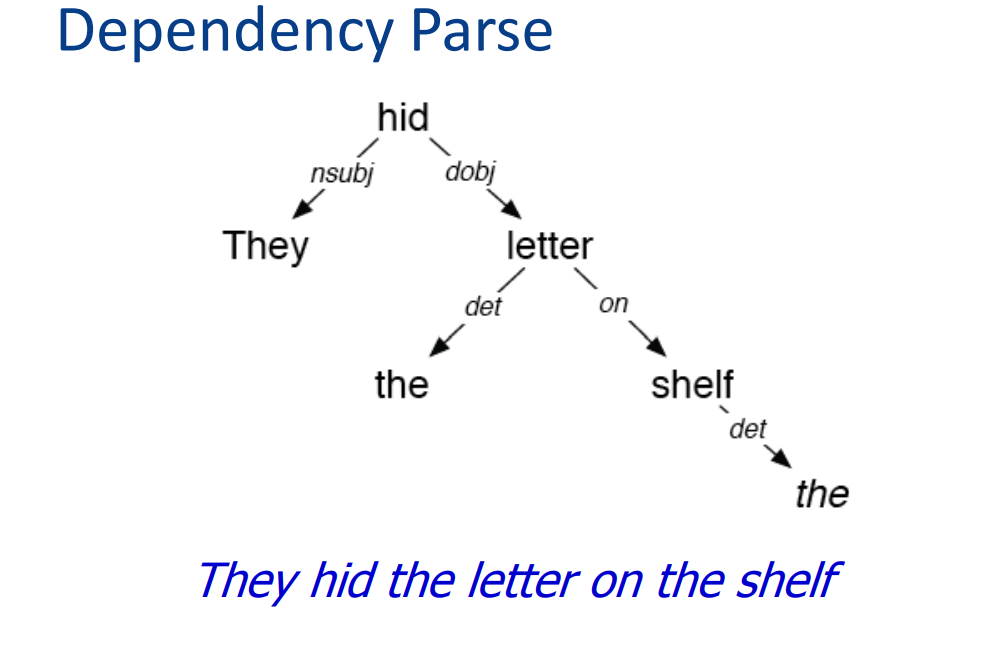 Dependency Parse
hid
nsubj dobj
They letter
det on
the shelf
det
the
They hid the letter on the shelf